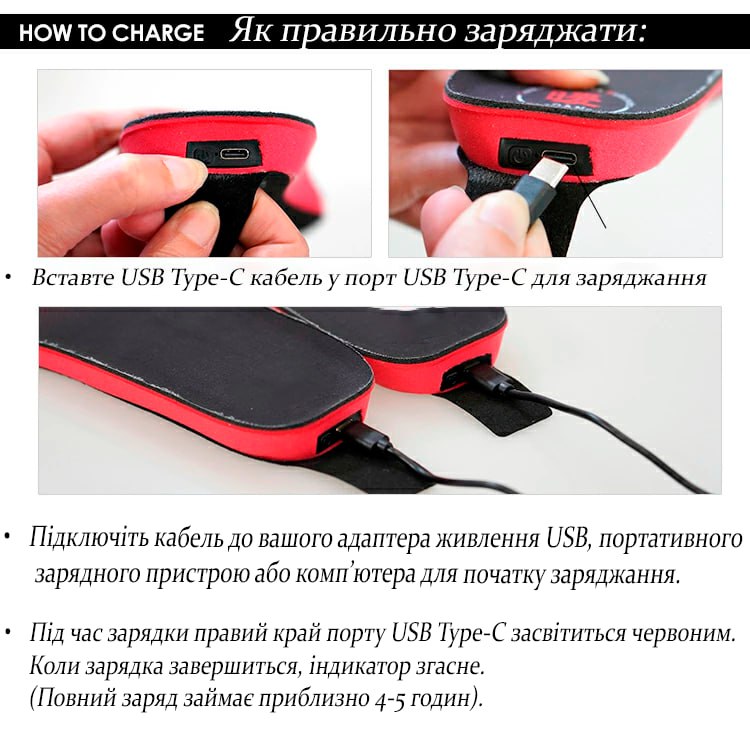 HOW TO CHARGE Як правильно заряджати:
• Вставте USB Type-C кабель у порт USB Type-C для заряджання
• Підключіть кабель до вашого адаптера живлення USB, портативного
зарядного пристрою або комп’ютера для початку заряджання.
• Під час зарядки правий край порту USB Type-C засвітиться червоним.
Коли зарядка завершиться, індикатор згасне.
(Повний заряд займає приблизно 4-5 годин).